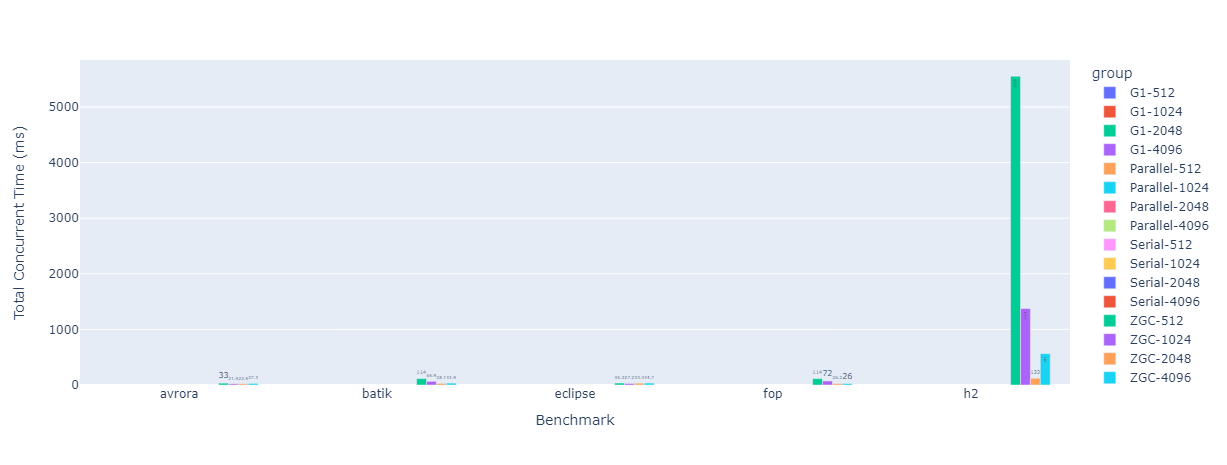 group
G1-512
G1-1024
G1-2048
G1-4096
Parallel-512
Parallel-1024
Parallel-2048
Parallel-4096
Serial-512
Serial-1024
Serial-2048
Serial-4096
ZGC-512
ZGC-1024
ZGC-2048
ZGC-4096
Total Concurrent Time (ms)
5000
4000
3000
2000
1000
0
33
114
114
72
26
122
avrora
batik
eclipse
fop
h2
Benchmark